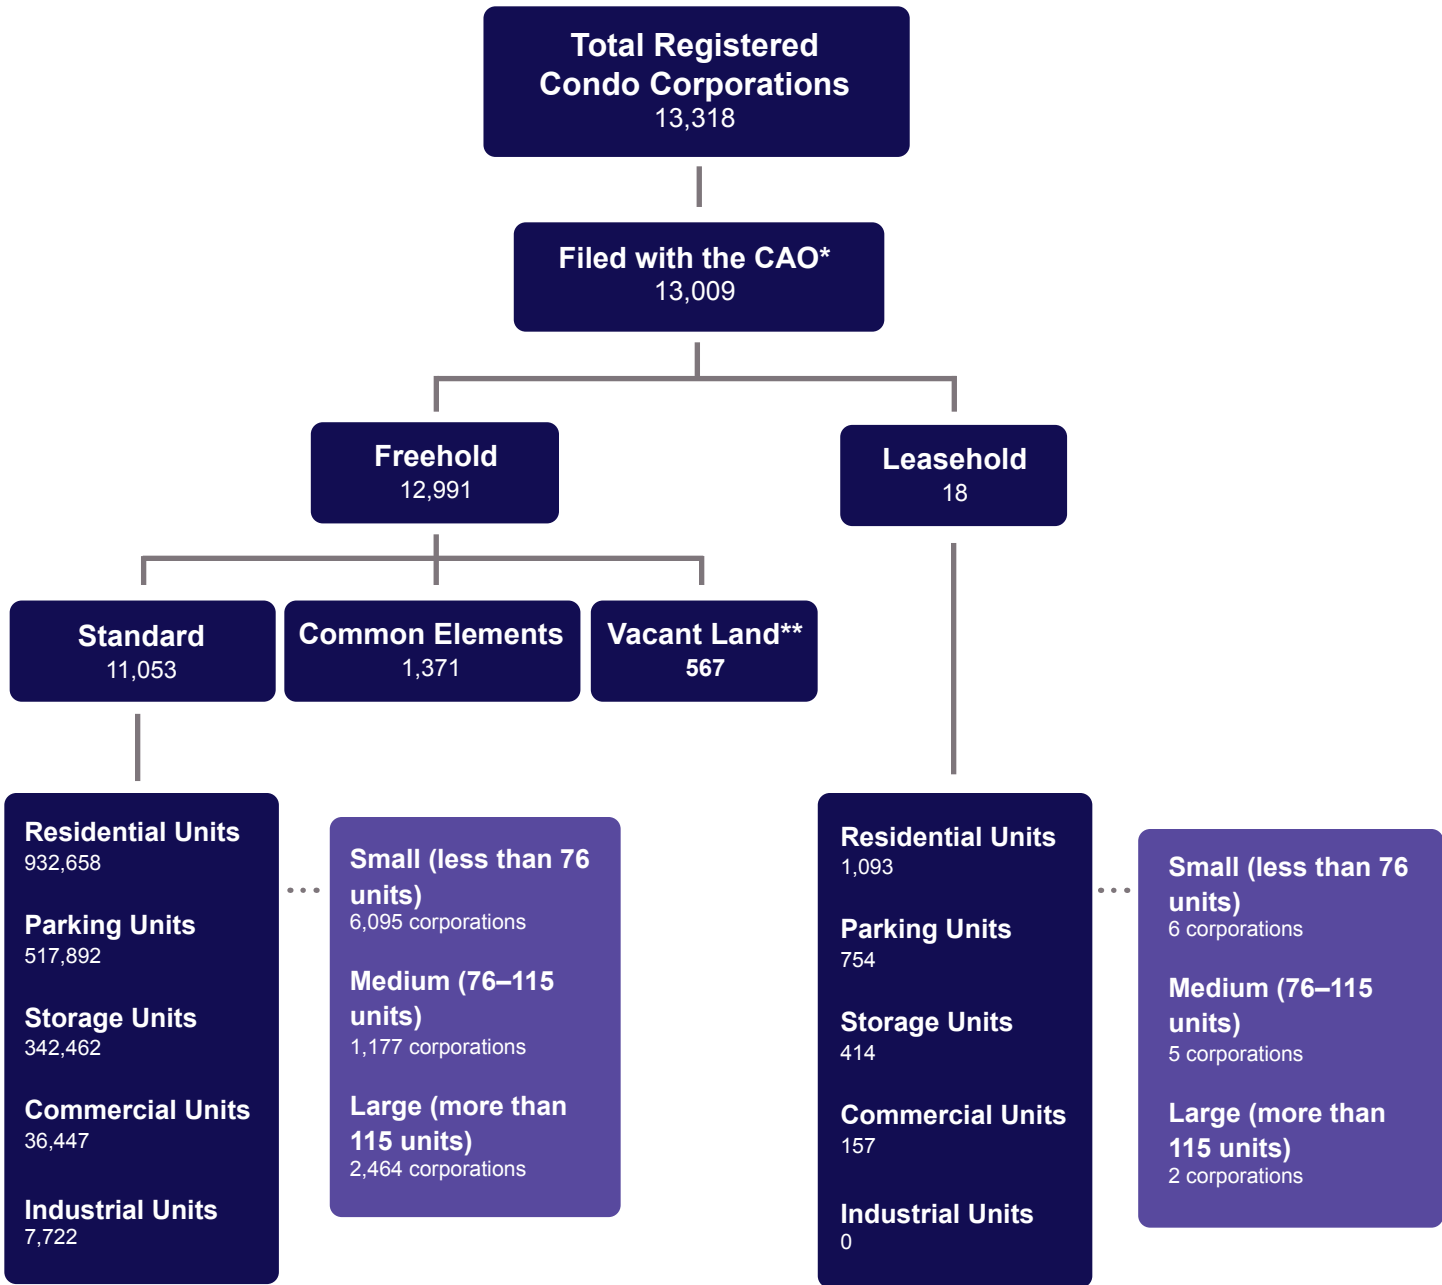 Total Registered
Condo Corporations
13,318
Filed with the CAO*
13,009
Freehold
12,991
Leasehold
18
Standard
11,053
Common Elements
1,371
Vacant Land**
567
Residential Units
932,658
Parking Units
517,892
Storage Units
342,462
Commercial Units
36,447
Industrial Units
7,722
Small (less than 76
units)
6,095 corporations
Medium (76–115
units)
1,177 corporations
Large (more than
115 units)
2,464 corporations
Residential Units
1,093
Parking Units
754
Storage Units
414
Commercial Units
157
Industrial Units
0
Small (less than 76
units)
6 corporations
Medium (76–115
units)
5 corporations
Large (more than
115 units)
2 corporations